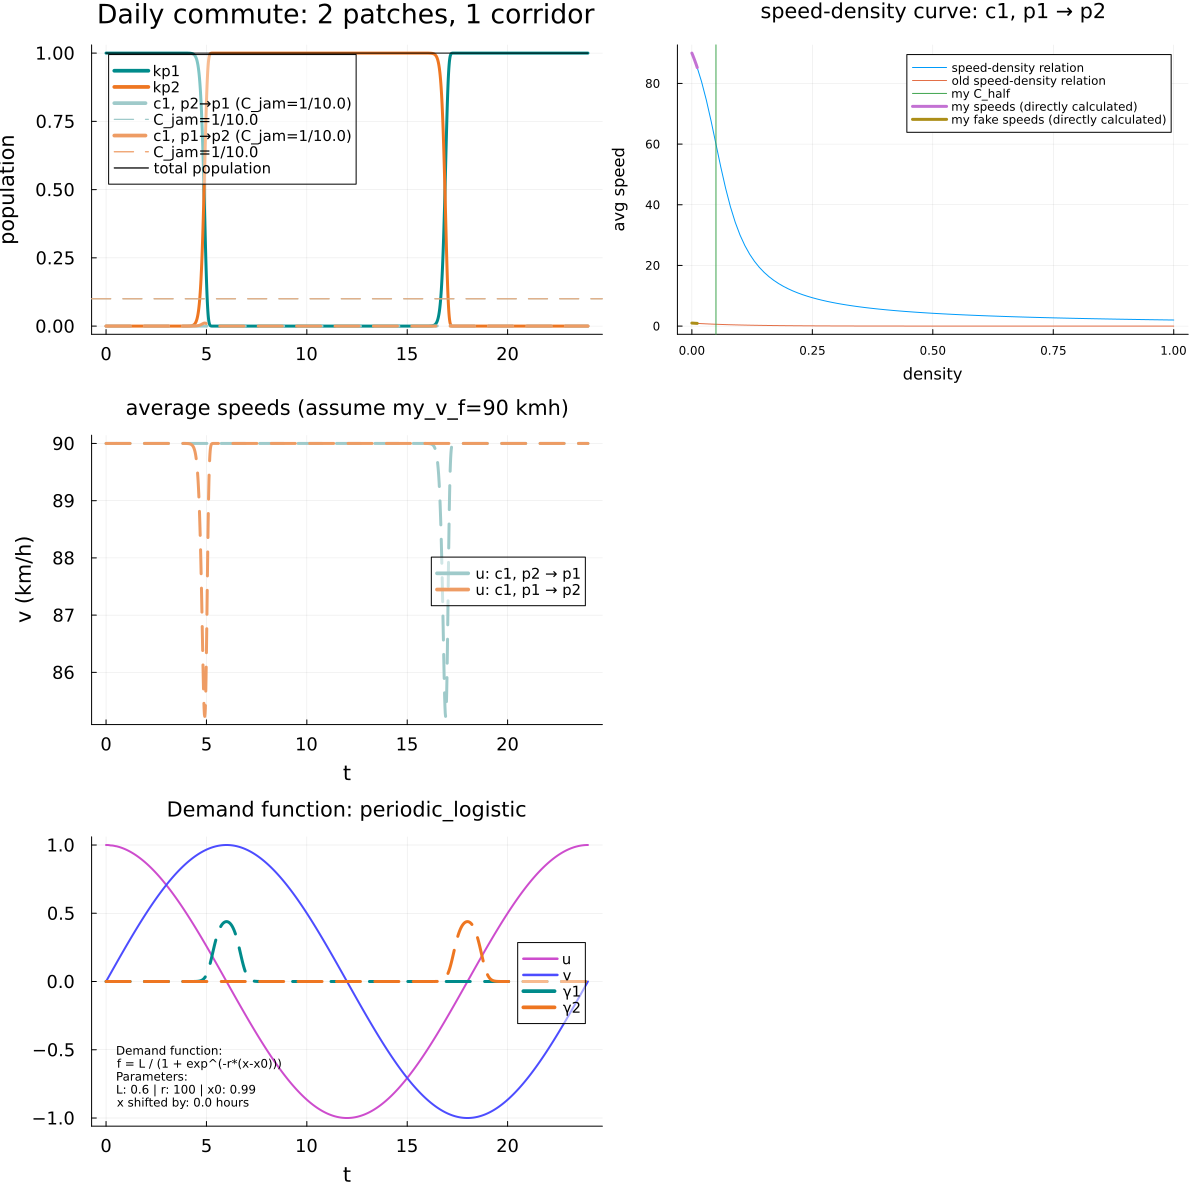 Daily commute: 2 patches, 1 corridor
population
1.00
0.75
0.50
0.25
0.00
kp1
kp2
c1, p2→p1 (C_jam=1/10.0)
C_jam=1/10.0
c1, p1→p2 (C_jam=1/10.0)
C_jam=1/10.0
total population
0 5 10 15 20
speed-density curve: c1, p1 → p2
avg speed
80
60
40
20
0
speed-density relation
old speed-density relation
my C_half
my speeds (directly calculated)
my fake speeds (directly calculated)
0.00 0.25 0.50 0.75 1.00
density
average speeds (assume my_v_f=90 kmh)
v (km/h)
90
89
88
87
86
u: c1, p2 → p1
u: c1, p1 → p2
0 5 10 15 20
t
Demand function: periodic_logistic
1.0
0.5
0.0
−0.5
−1.0
u
v
γ1
γ2
Demand function:
f = L / (1 + exp^(-r*(x-x0)))
Parameters:
L: 0.6 | r: 100 | x0: 0.99
x shifted by: 0.0 hours
0 5 10 15 20
t